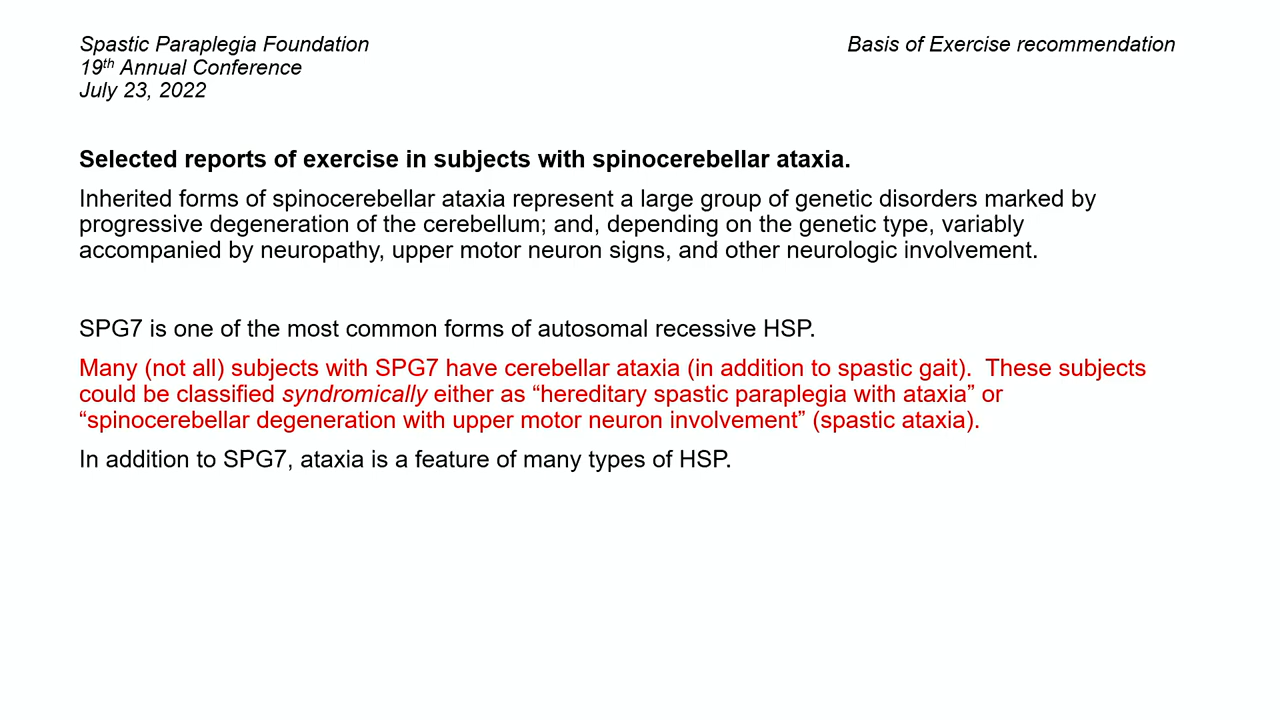 Spastic Paraplegia Foundation
19th Annual Conference
July 23, 2022
Basis of Exercise recommendation
Selected reports of exercise in subjects with spinocerebellar ataxia.
Inherited forms of spinocerebellar ataxia represent a large group of genetic disorders marked by
progressive degeneration of the cerebellum; and, depending on the genetic type, variably
accompanied by neuropathy, upper motor neuron signs, and other neurologic involvement.
SPG7 is one of the most common forms of autosomal recessive HSP.
Many (not all) subjects with SPG7 have cerebellar ataxia (in addition to spastic gait).  These subjects
could be classified syndromically either as “hereditary spastic paraplegia with ataxia” or
“spinocerebellar degeneration with upper motor neuron involvement” (spastic ataxia).
In addition to SPG7, ataxia is a feature of many types of HSP.